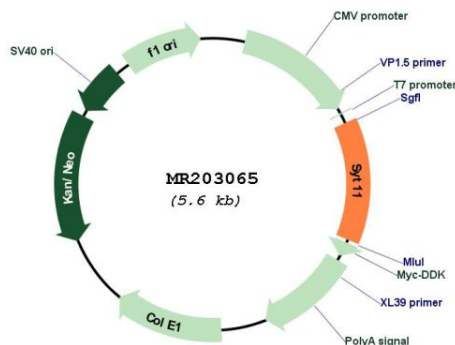 CMV promoter
VP1.5 primer
T7 promoter
SgfI
Syt 11
MluI
Myc-DDK
XL39 primer
PolyA signal
Col E1
Kan/ Neo
SV40 ori
f1 ori
MR203065
(5.6 kb)